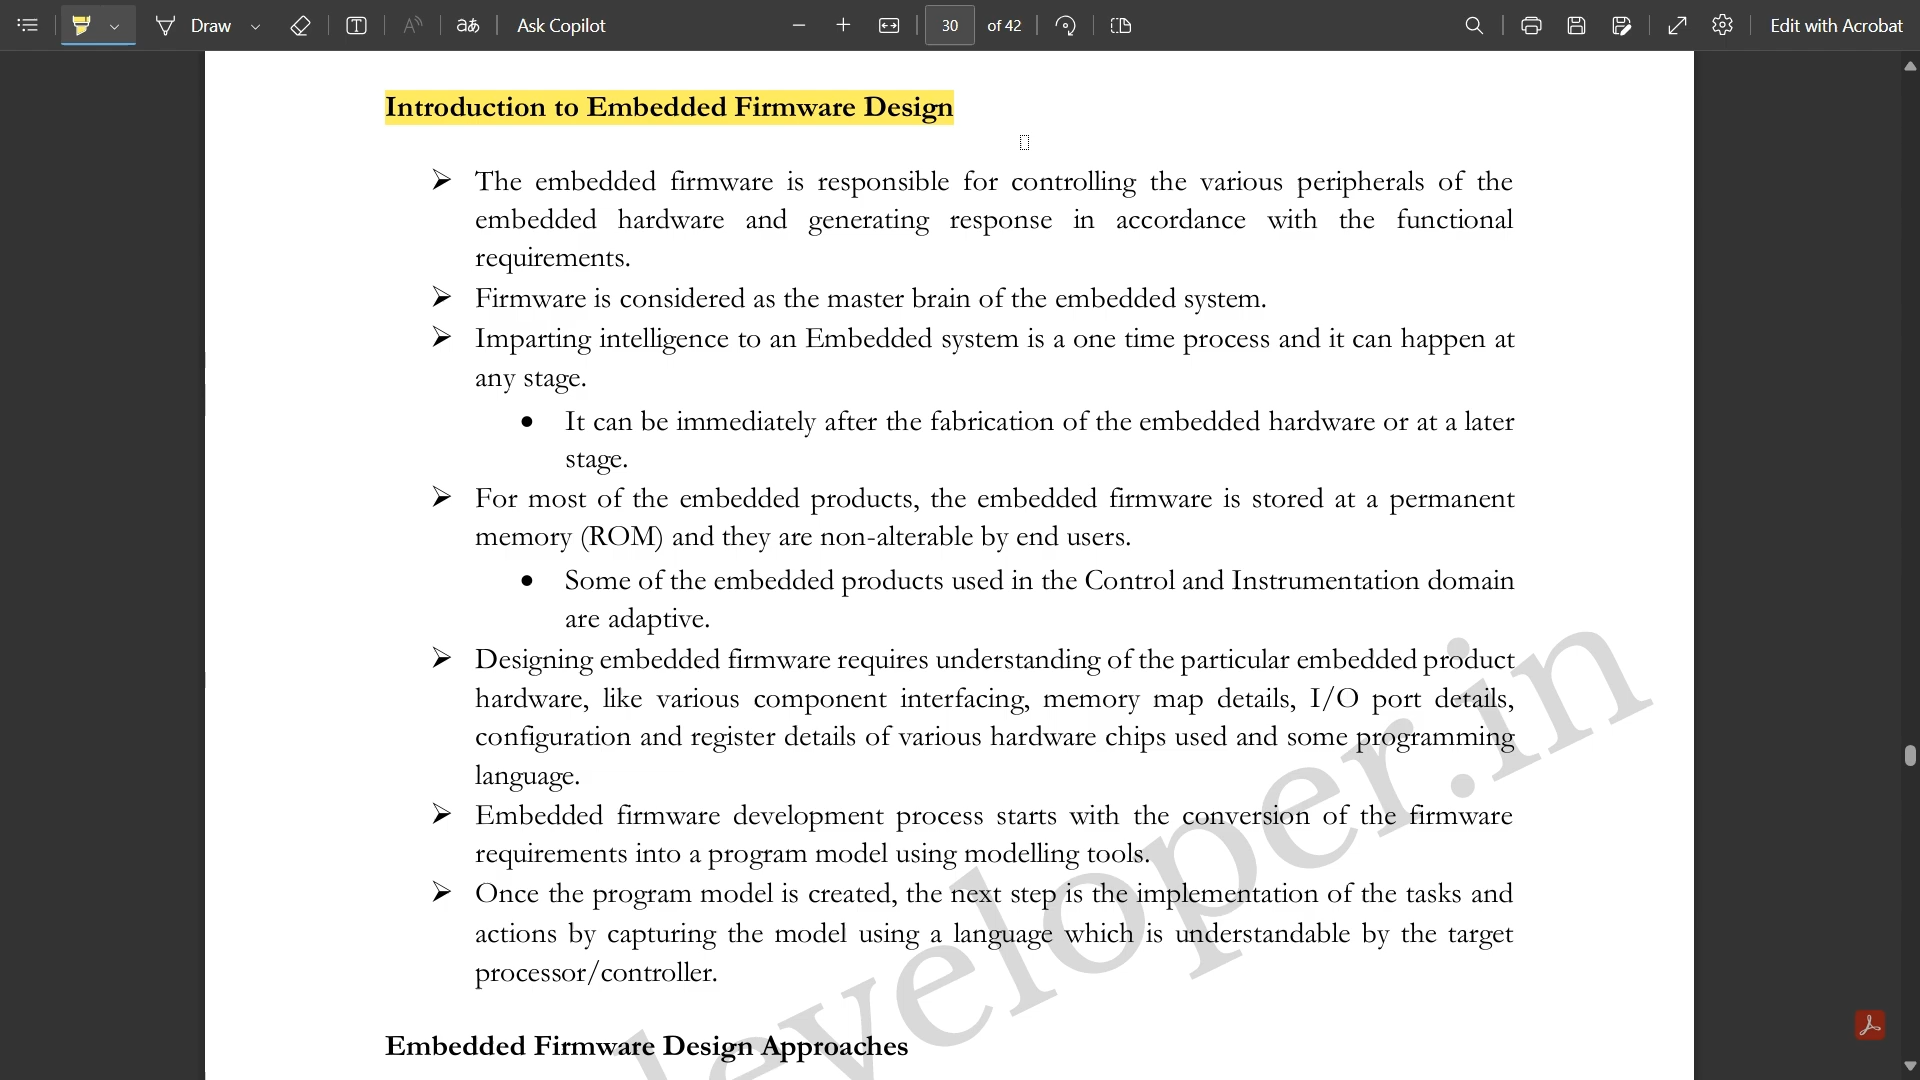 Draw
Ask Copilot
30 of 42
Edit with Acrobat
Introduction to Embedded Firmware Design
➢ The embedded firmware is responsible for controlling the various peripherals of the
embedded hardware and generating response in accordance with the functional
requirements.
➢ Firmware is considered as the master brain of the embedded system.
➢ Imparting intelligence to an Embedded system is a one time process and it can happen at
any stage.
• It can be immediately after the fabrication of the embedded hardware or at a later
stage.
➢ For most of the embedded products, the embedded firmware is stored at a permanent
memory (ROM) and they are non-alterable by end users.
• Some of the embedded products used in the Control and Instrumentation domain
are adaptive.
➢ Designing embedded firmware requires understanding of the particular embedded product
hardware, like various component interfacing, memory map details, I/O port details,
configuration and register details of various hardware chips used and some programming
language.
➢ Embedded firmware development process starts with the conversion of the firmware
requirements into a program model using modelling tools.
➢ Once the program model is created, the next step is the implementation of the tasks and
actions by capturing the model using a language which is understandable by the target
processor/controller.
Embedded Firmware Design Approaches
eveloper.in